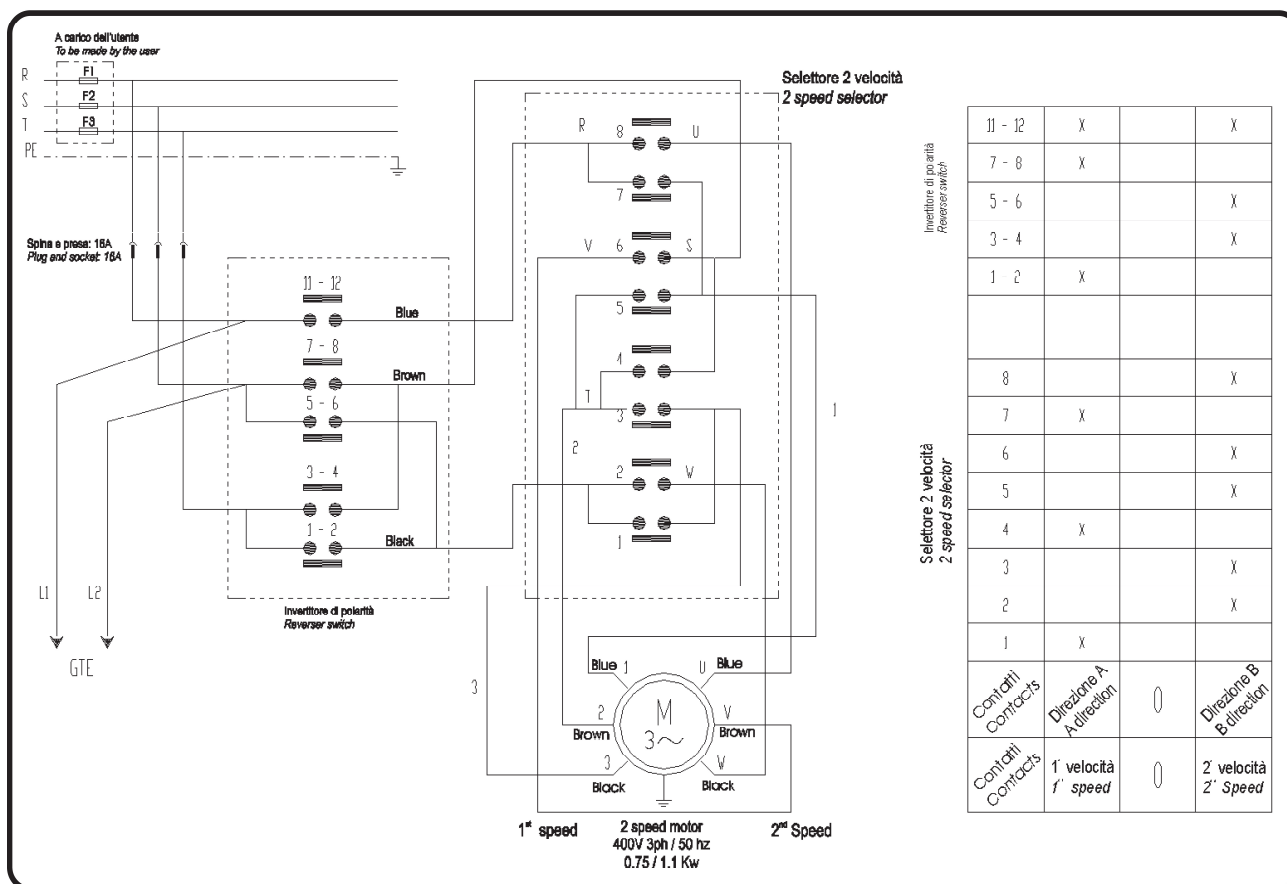 A carico dell'utente
To be made by the user
R
F1
S
F2
T
F3
PE
Spina e presa: 16A
Plug and socket: 16A
11 - 12
Blue
7 - 8
Brown
5 - 6
3 - 4
1 - 2
Black
Invertitore di polarità
Reverser switch
L1
L2
GTE
Selettore 2 velocità
2 speed selector
R
8
U
7
V
6
S
5
4
T
3
2
2
W
1
1
3
Blue
1
U
Blue
2
Brown
M
3~
V
Brown
3
Black
W
Black
1st speed
2 speed motor
400V 3ph / 50 hz
0.75 / 1.1 Kw
2nd Speed
Invertitore di polarità
Reverser switch
11 - 12 X X
7 - 8 X
5 - 6 X
3 - 4 X
1 - 2 X
Selettore 2 velocità
2 speed selector
8 X
7 X
6 X
5 X
4 X
3 X
2 X
1 X
Contatti
Contacts
Direzione A
A direction
0
Direzione B
B direction
Contatti
Contacts
1' velocità
1'' speed
0
2' velocità
2'' Speed